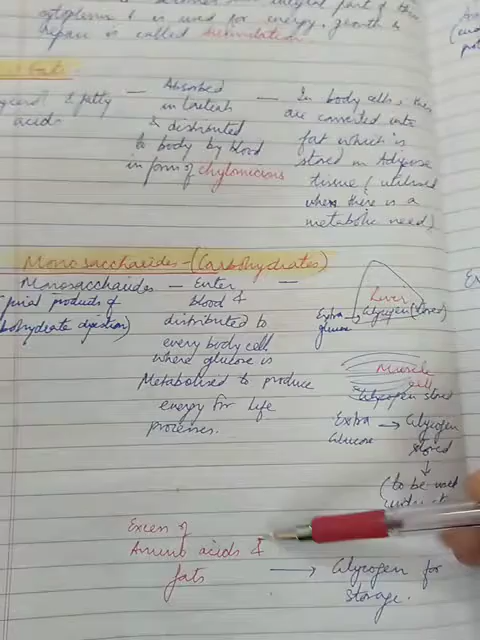 cytoplasm & is used for energy, growth &
repair is called assimilation.
Fats
& fatty acids — Absorbed in lacteals & distributed to body by blood in form of chylomicrons — In body cells, they are converted into fat which is stored in Adipose tissue (utilised when there is a metabolic need)
Monosaccharides - (Carbohydrates)
Monosaccharides —
products of
digestion)
Enter —
blood &
distributed to
every body cell
where glucose is
Metabolised to produce
energy for life
processes.
Liver
Extra glucose → Glycogen (stored)
Muscle
cell
Glycogen stored
Extra Glucose → Glycogen stored
↓
(to be used
Excess of
Amino acids &
fats
→ Glycogen for
storage.